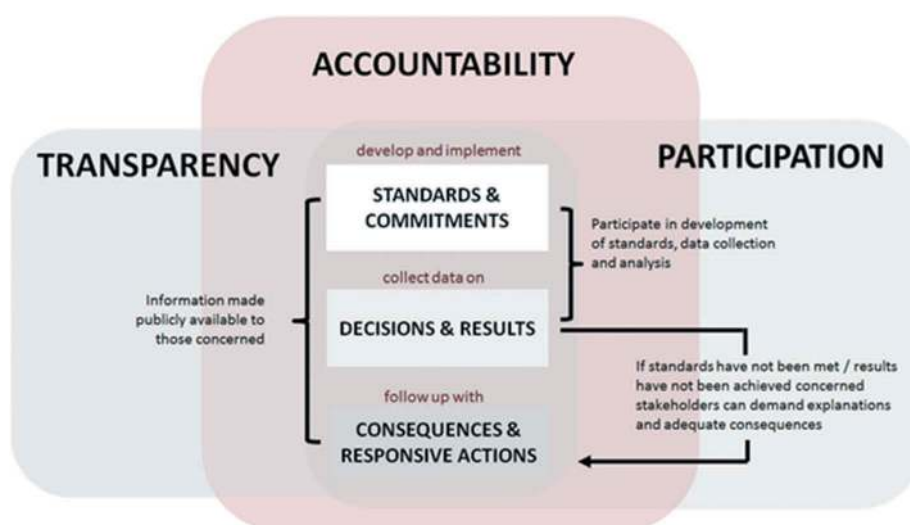 ACCOUNTABILITY
TRANSPARENCY
PARTICIPATION
develop and implement
STANDARDS &
COMMITMENTS
Participate in development
of standards, data collection
and analysis
collect data on
Information made
publicly available to
those concerned
DECISIONS & RESULTS
If standards have not been met / results
have not been achieved concerned
stakeholders can demand explanations
and adequate consequences
follow up with
CONSEQUENCES &
RESPONSIVE ACTIONS